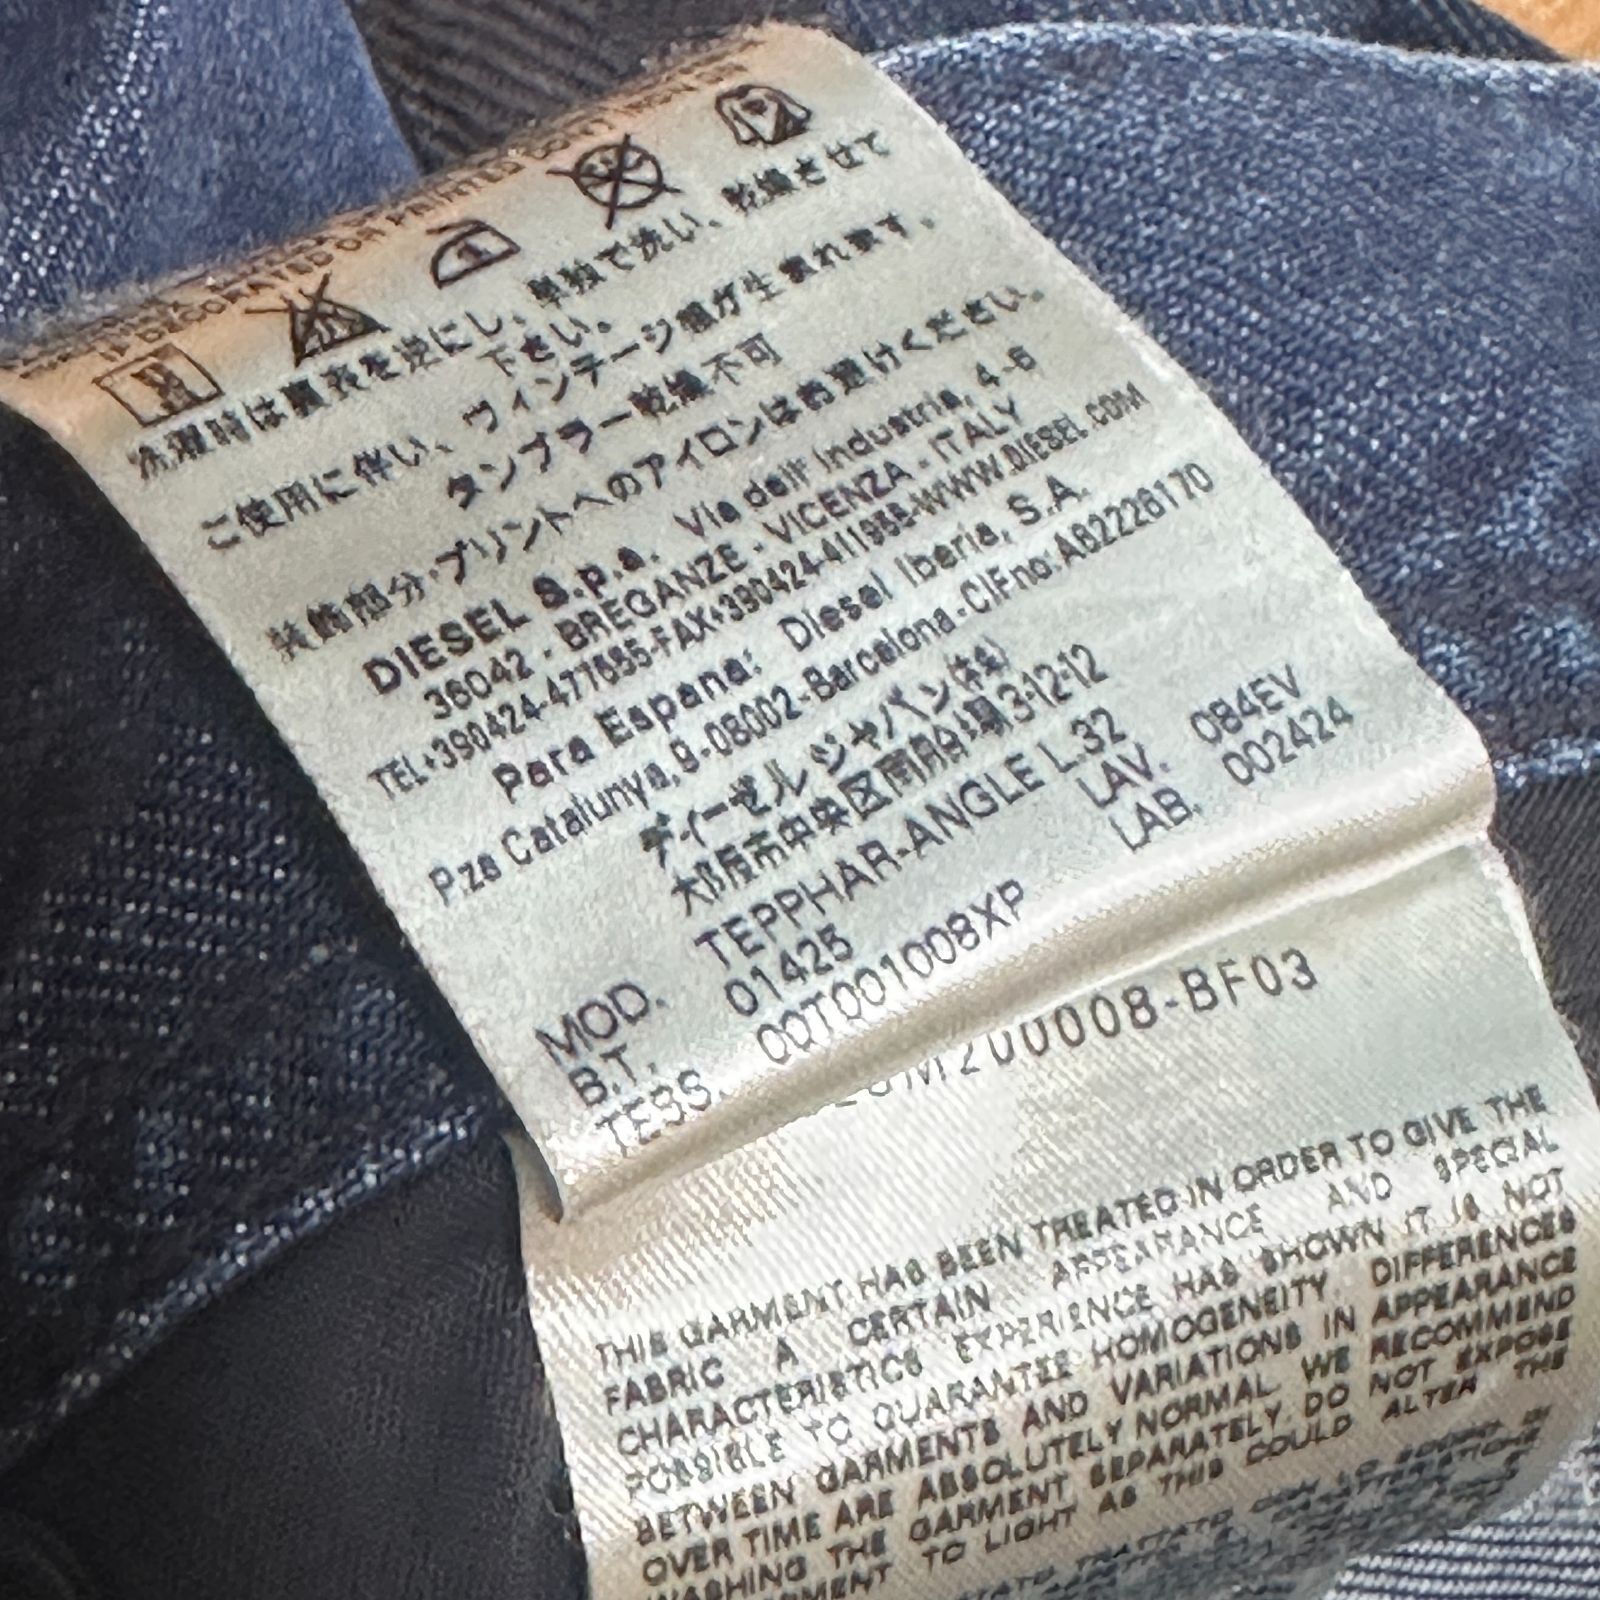 IF DECORATED OR PRINTED DO NOT IRON
洗濯時は裏表を逆にし、単独で洗い、乾燥させて
下さい。
ご使用に伴い、ヴィンテージ感が生まれます。
タンブラー乾燥不可
装飾部分・プリントへのアイロンはお避けください。
DIESEL S.p.a. Via dell' Industria, 4-6
36042 - BREGANZE - VICENZA - ITALY
TEL+390424-477555-FAX+390424-411955-WWW.DIESEL.COM
Para Espana: Diesel Iberia, S.A.
P.za Catalunya, 9-08002-Barcelona-CIFno:A62226170
ディーゼル ジャパン(株)
大阪市中央区南船場3-12-12
MOD. TEPPHAR-ANGLE L.32
B.T. 01425 LAV. 084EV
TESS. 00T001008XP LAB. 002424
200008-BF03
THIS GARMENT HAS BEEN TREATED IN ORDER TO GIVE THE
FABRIC A CERTAIN APPEARANCE AND SPECIAL
CHARACTERISTICS EXPERIENCE HAS SHOWN IT IS NOT
POSSIBLE TO GUARANTEE HOMOGENEITY. DIFFERENCES
BETWEEN GARMENTS AND VARIATIONS IN APPEARANCE
OVER TIME ARE ABSOLUTELY NORMAL. WE RECOMMEND
WASHING THE GARMENT SEPARATELY. DO NOT EXPOSE
GARMENT TO LIGHT AS THIS COULD ALTER THE